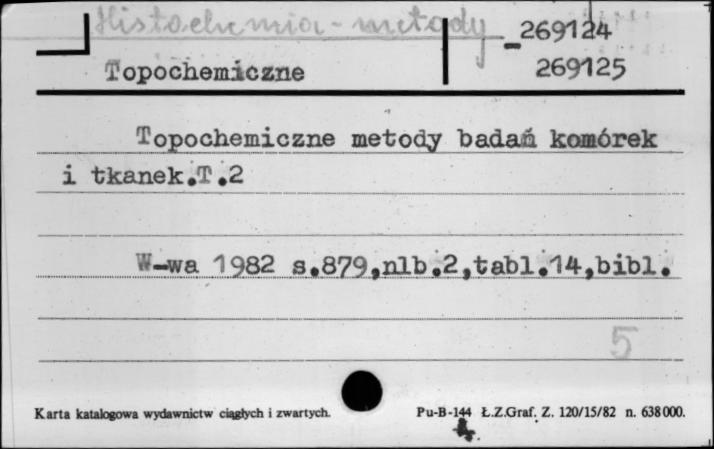 Histochemia - metody
269124
Topochemiczne
269125
Topochemiczne metody badań komórek
i tkanek.T.2
W-wa 1982 s.879,nlb.2,tabl.14,bibl.
5
Karta katalogowa wydawnictw ciągłych i zwartych.
Pu-B-144 Ł.Z.Graf. Z. 120/15/82 n. 638000.